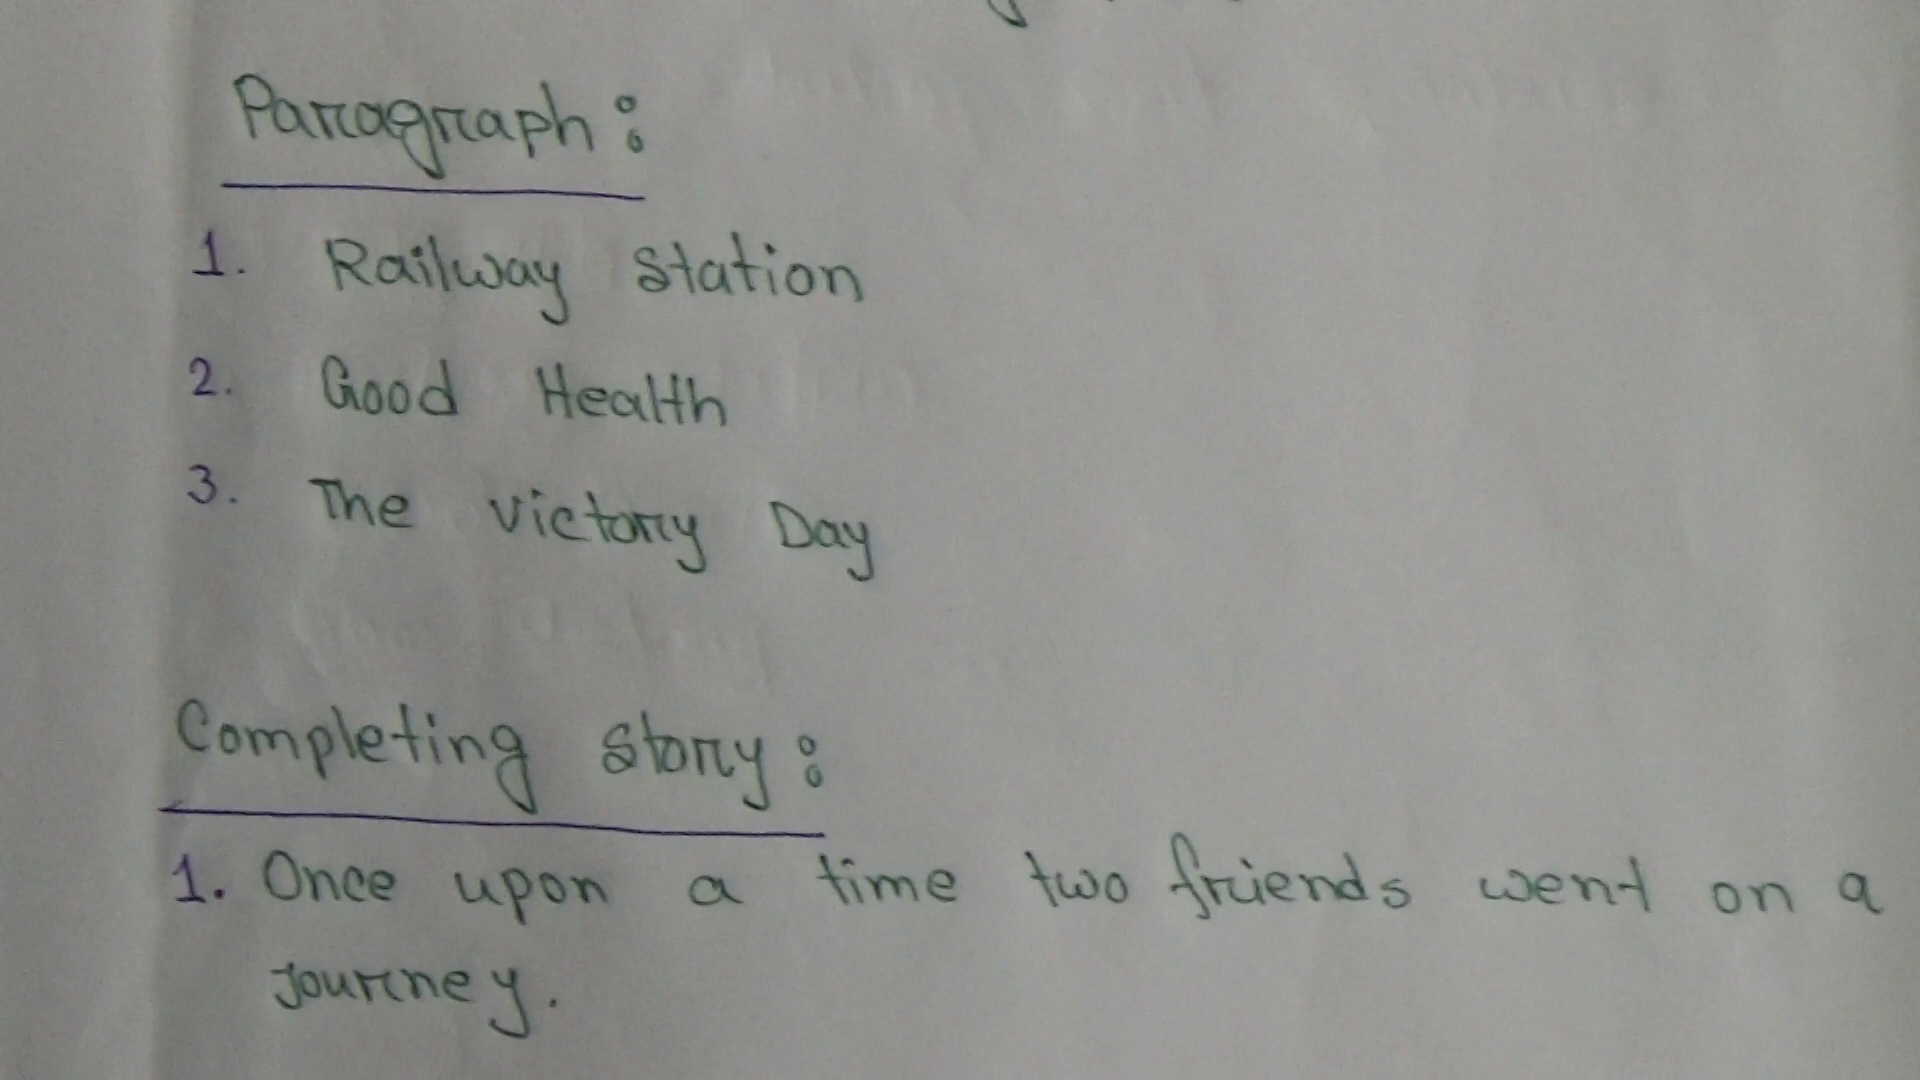 Paragraph:
1. Railway station
2. Good Health
3. The victory Day
Completing story:
1. Once upon a time two friends went on a
Journey.